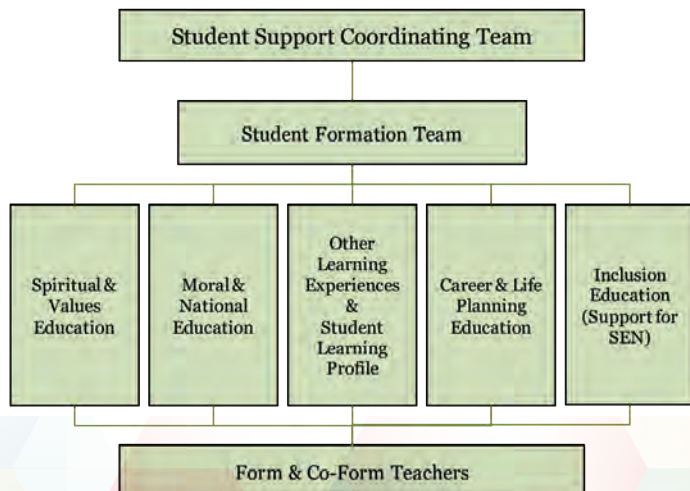 Student Support Coordinating Team
Student Formation Team
Spiritual &
Values
Education
Moral &
National
Education
Other
Learning
Experiences
&
Student
Learning
Profile
Career & Life
Planning
Education
Inclusion
Education
(Support for
SEN)
Form & Co-Form Teachers